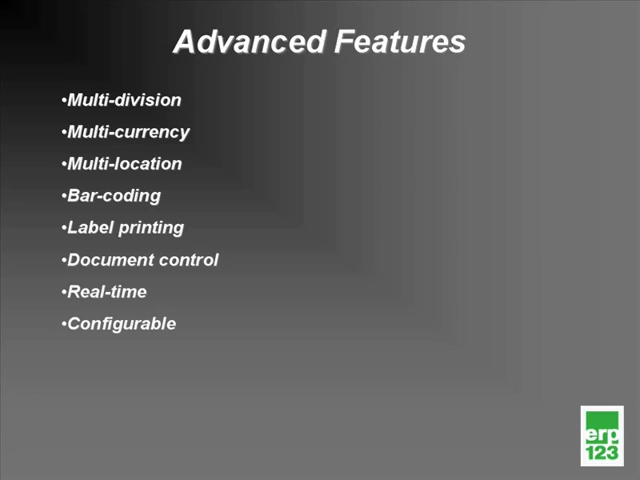 Advanced Features
•Multi-division
•Multi-currency
•Multi-location
•Bar-coding
•Label printing
•Document control
•Real-time
•Configurable
erp
123